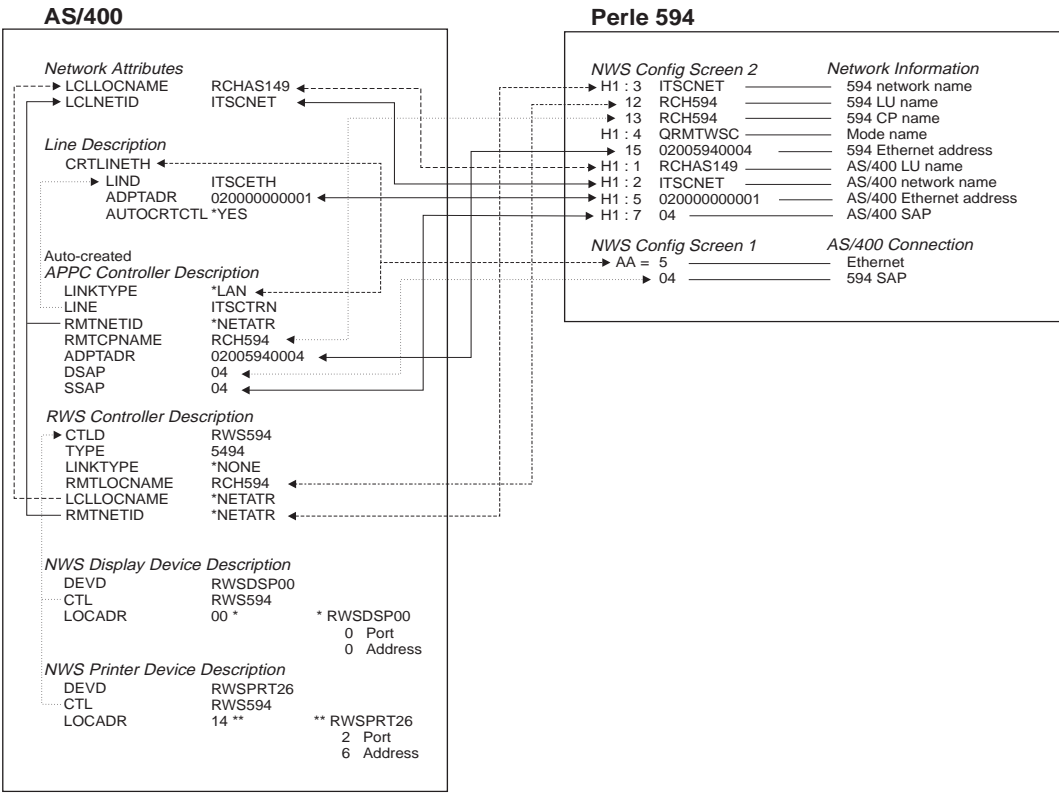 AS/400
Network Attributes
LCLLOCNAME RCHAS149
LCLNETID ITSCNET
Line Description
CRTLINETH
LIND ITSCETH
ADPTADR 020000000001
AUTOCRTCTL *YES
Auto-created
APPC Controller Description
LINKTYPE *LAN
LINE ITSCTRN
RMTNETID *NETATR
RMTCPNAME RCH594
ADPTADR 02005940004
DSAP 04
SSAP 04
RWS Controller Description
CTLD RWS594
TYPE 5494
LINKTYPE *NONE
RMTLOCNAME RCH594
LCLLOCNAME *NETATR
RMTNETID *NETATR
NWS Display Device Description
DEVD RWSDSP00
CTL RWS594
LOCADR 00 * * RWSDSP00
0 Port
0 Address
NWS Printer Device Description
DEVD RWSPRT26
CTL RWS594
LOCADR 14 ** ** RWSPRT26
2 Port
6 Address
Perle 594
NWS Config Screen 2 Network Information
H1 : 3 ITSCNET 594 network name
12 RCH594 594 LU name
13 RCH594 594 CP name
H1 : 4 QRMTWSC Mode name
15 02005940004 594 Ethernet address
H1 : 1 RCHAS149 AS/400 LU name
H1 : 2 ITSCNET AS/400 network name
H1 : 5 020000000001 AS/400 Ethernet address
H1 : 7 04 AS/400 SAP
NWS Config Screen 1 AS/400 Connection
AA = 5 Ethernet
04 594 SAP